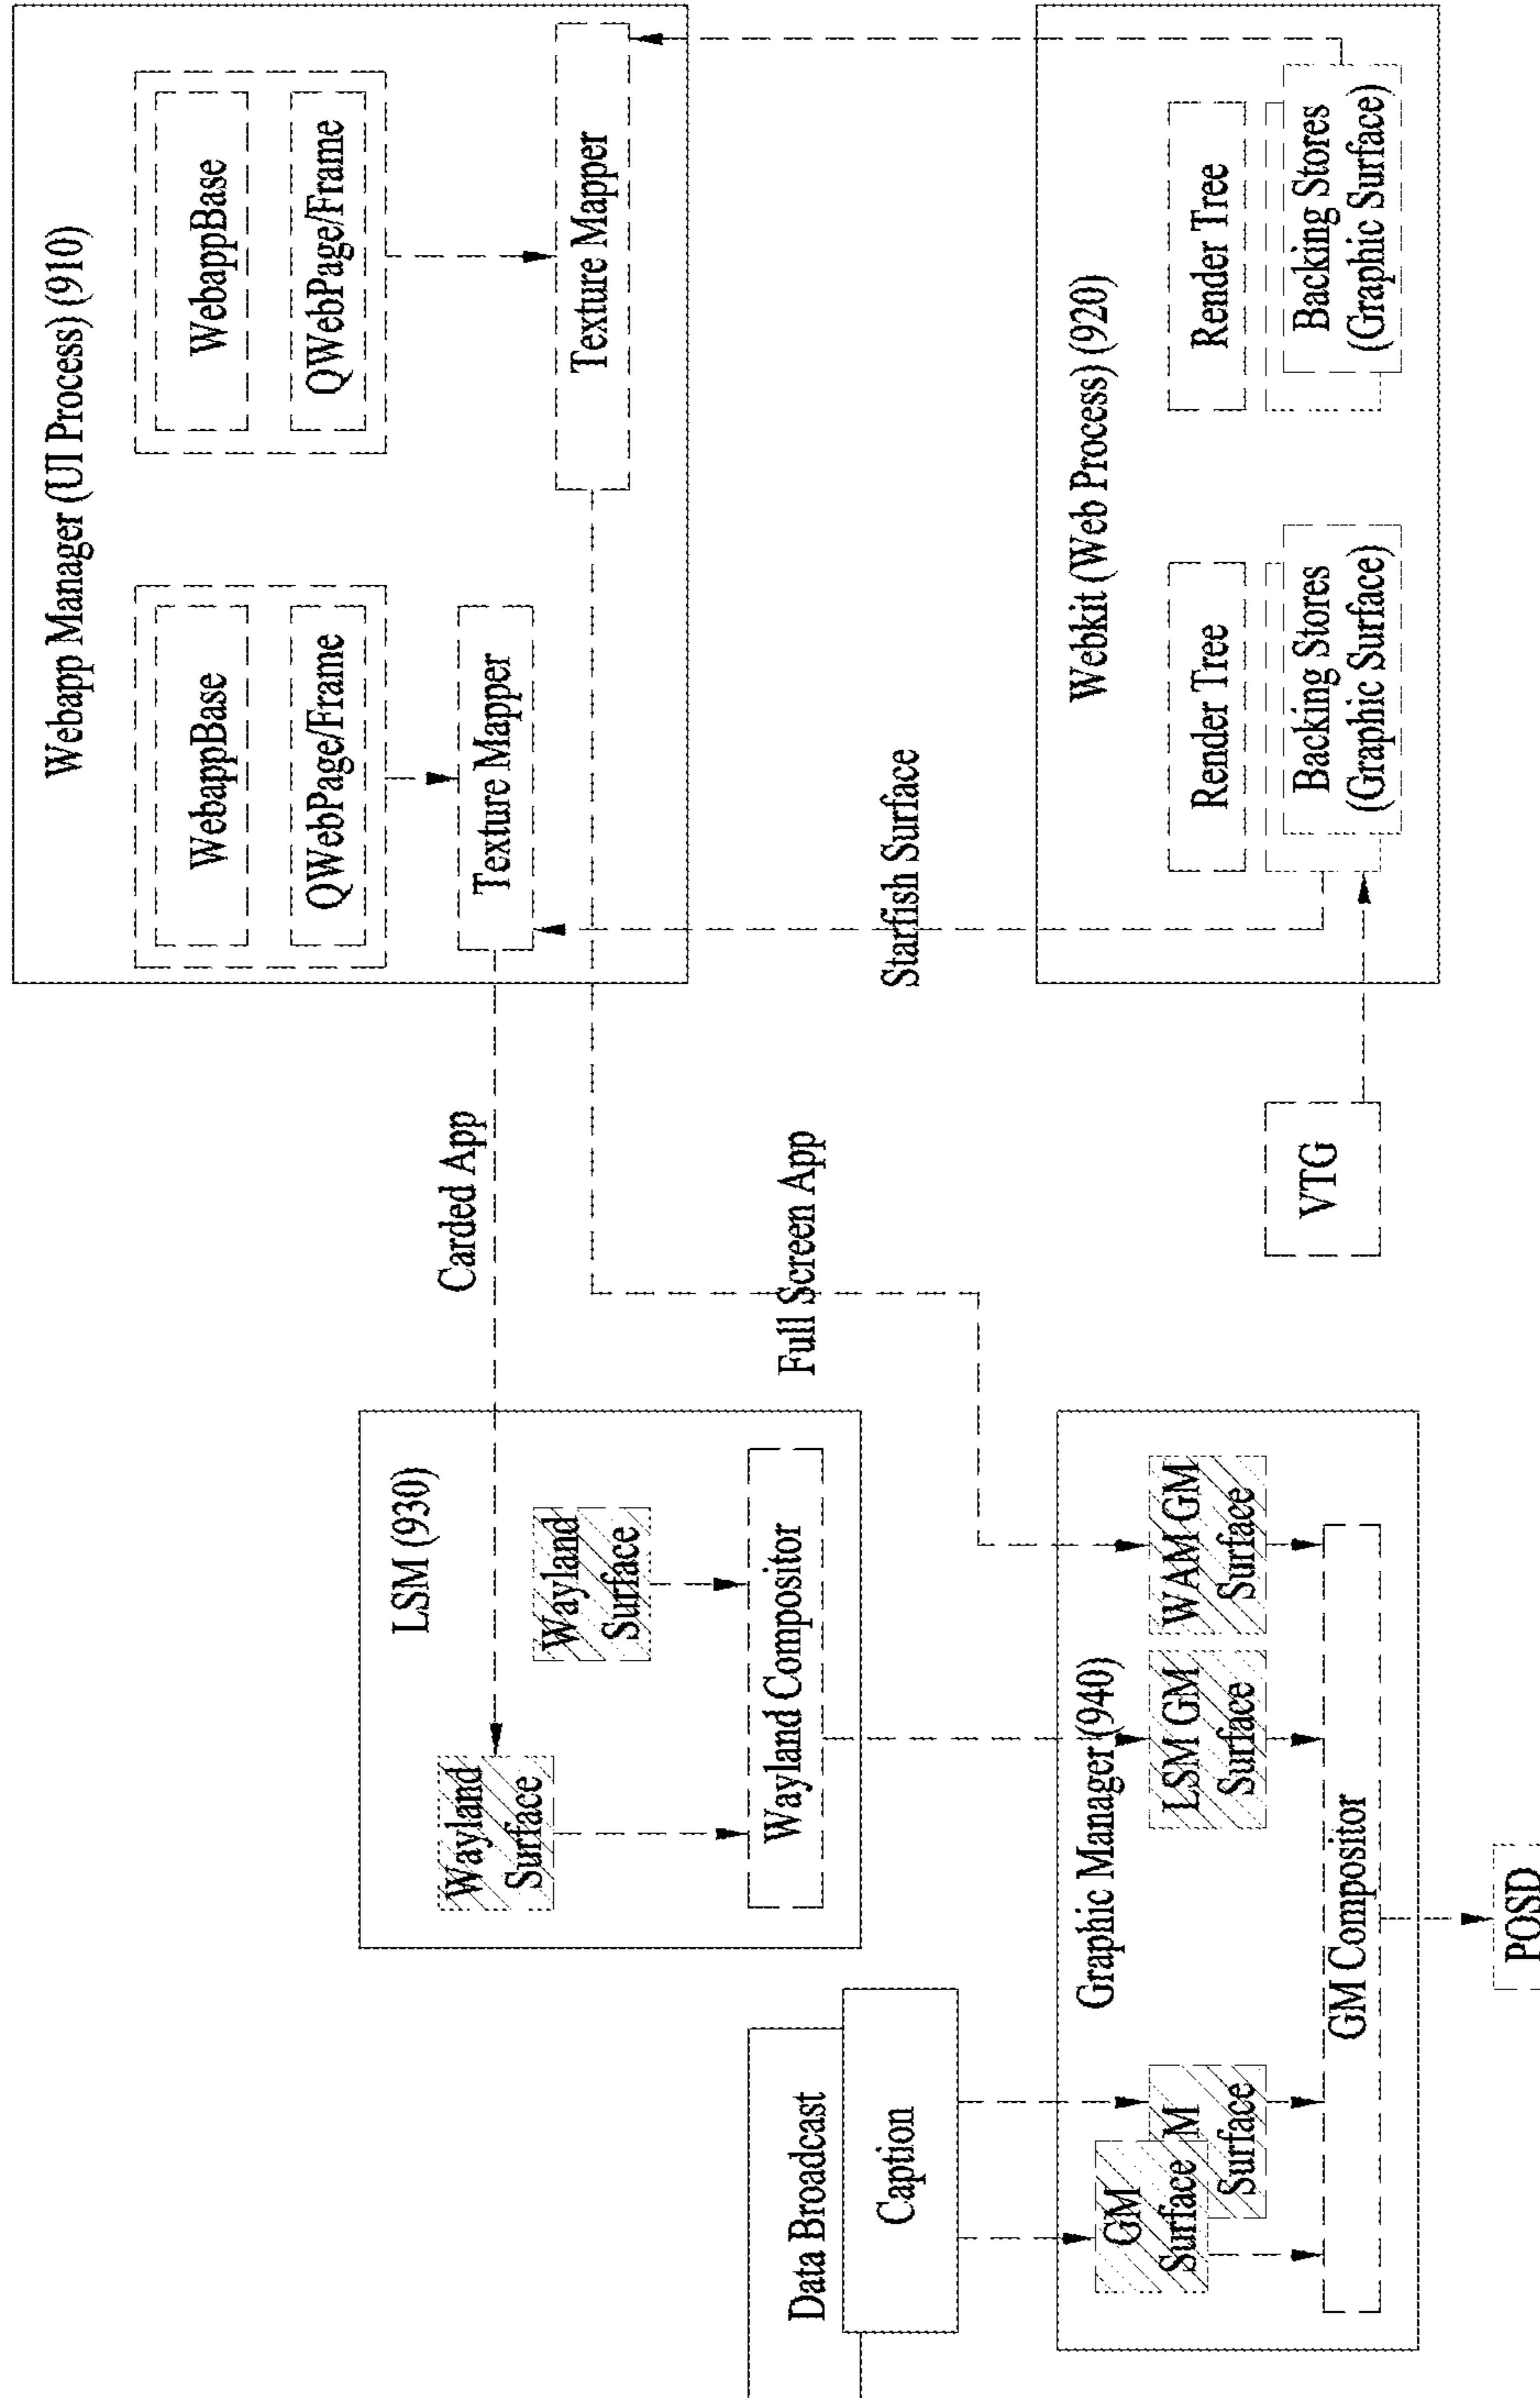 Webapp Manager (UI Process) (910)
WebappBase
QWebPage/Frame
Texture Mapper
WebappBase
QWebPage/Frame
Texture Mapper
Carded App
Full Screen App
Starfish Surface
LSM (930)
Wayland
Surface
Wayland
Surface
Wayland Compositor
Data Broadcast
Caption
Graphic Manager (940)
GM
Surface
M
Surface
LSM GM
Surface
WAM GM
Surface
GM Compositor
POSD
VTG
Webkit (Web Process) (920)
Render Tree
Backing Stores
(Graphic Surface)
Render Tree
Backing Stores
(Graphic Surface)